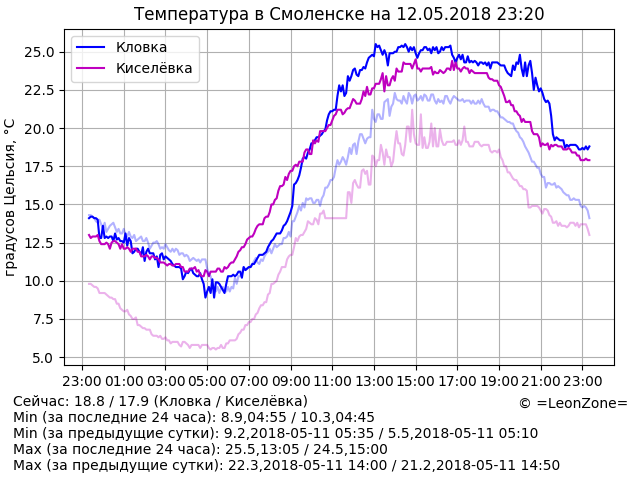 Температура в Смоленске на 12.05.2018 23:20
Кловка
Киселёвка
градусов Цельсия, °C
25.0
22.5
20.0
17.5
15.0
12.5
10.0
7.5
5.0
23:00 01:00 03:00 05:00 07:00 09:00 11:00 13:00 15:00 17:00 19:00 21:00 23:00
© =LeonZone=
Сейчас: 18.8 / 17.9 (Кловка / Киселёвка)
Min (за последние 24 часа): 8.9,04:55 / 10.3,04:45
Min (за предыдущие сутки): 9.2,2018-05-11 05:35 / 5.5,2018-05-11 05:10
Max (за последние 24 часа): 25.5,13:05 / 24.5,15:00
Max (за предыдущие сутки): 22.3,2018-05-11 14:00 / 21.2,2018-05-11 14:50